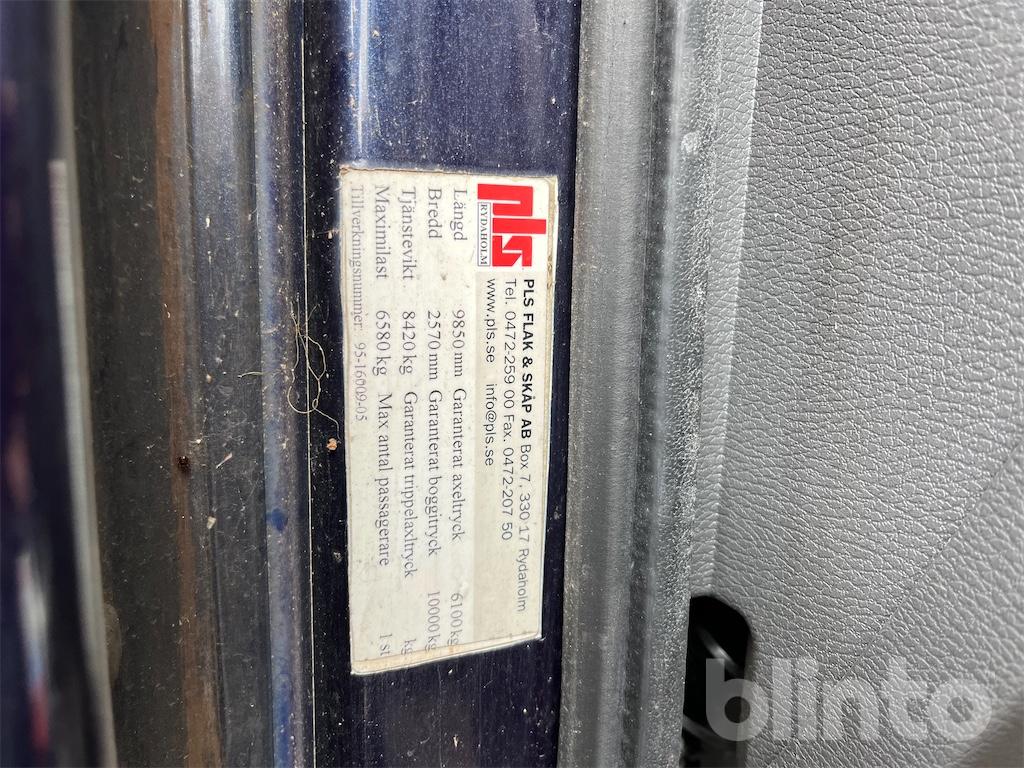 pls
RYDAHOLM
PLS FLAK & SKÅP AB Box 7, 330 17 Rydaholm
Tel. 0472-259 00 Fax. 0472-207 50
www.pls.se info@pls.se
Längd 9850 mm Garanterat axeltryck 6100 kg
Bredd 2570 mm Garanterat boggitryck 10000 kg
Tjänstevikt 8420 kg Garanterat trippelaxltryck kg
Maximilast 6580 kg Max antal passagerare 1 st
Tillverkningsnummer: 95-16009-05
blinto